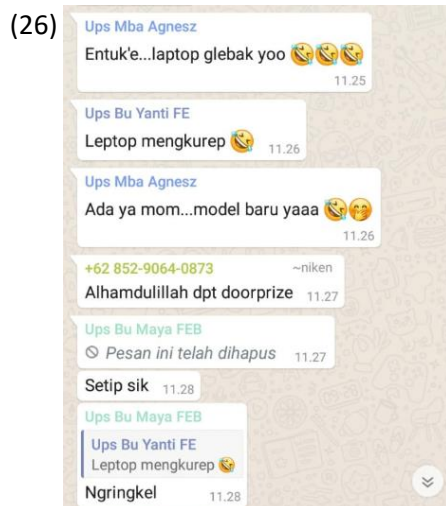 (26)
Ups Mba Agnesz
Entuk'e...laptop glebak yoo 🤣🤣🤣
11.25
Ups Bu Yanti FE
Leptop mengkurep 🤣
11.26
Ups Mba Agnesz
Ada ya mom...model baru yaaa 🤣🤭
11.26
+62 852-9064-0873 ~niken
Alhamdulillah dpt doorprize 11.27
Ups Bu Maya FEB
Pesan ini telah dihapus 11.27
Setip sik 11.28
Ups Bu Maya FEB
Ups Bu Yanti FE
Leptop mengkurep 🤣
Ngringkel 11.28